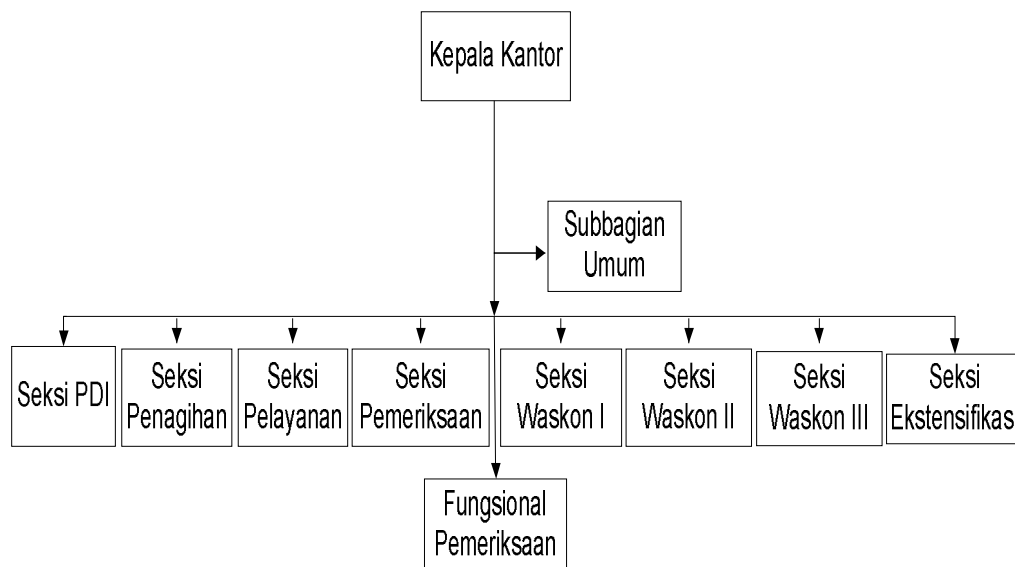 Kepala Kantor
Subbagian
Umum
Seksi PDI
Seksi
Penagihan
Seksi
Pelayanan
Seksi
Pemeriksaan
Seksi
Waskon I
Seksi
Waskon II
Seksi
Waskon III
Seksi
Ekstensifikas
Fungsional
Pemeriksaan